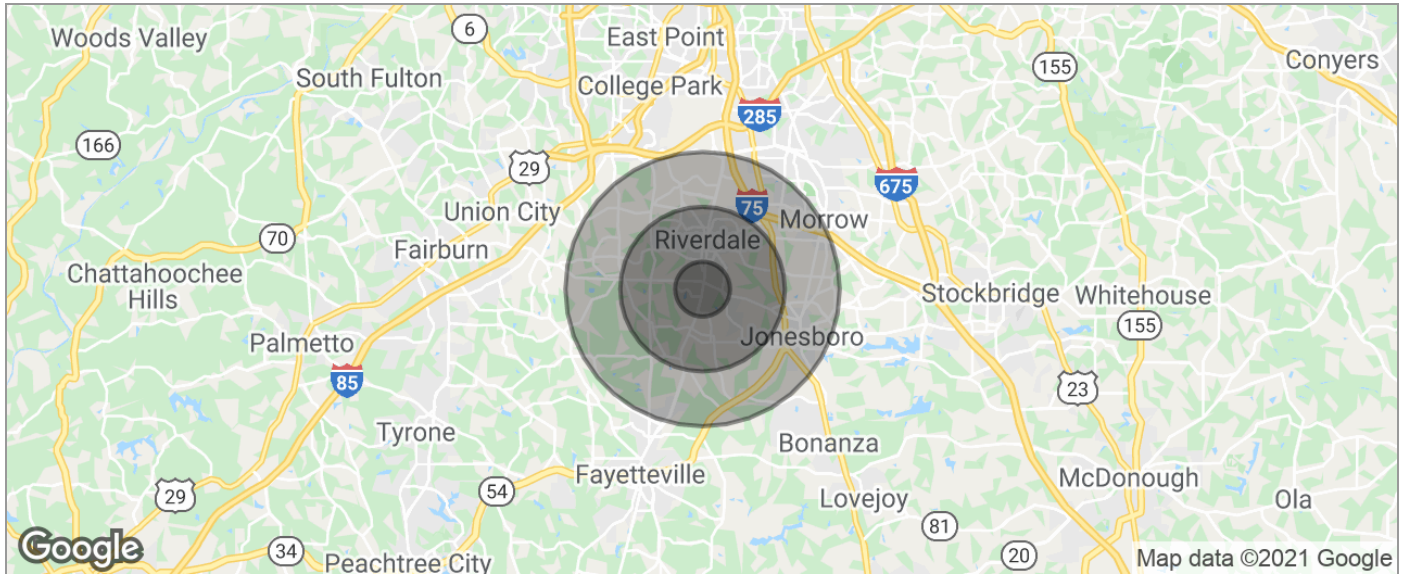 Woods Valley
6
East Point
155
Conyers
South Fulton
College Park
285
166
29
675
75
Union City
Morrow
70
Riverdale
Fairburn
Chattahoochee
Hills
Stockbridge
Whitehouse
155
Palmetto
Jonesboro
85
23
Tyrone
Bonanza
Fayetteville
McDonough
29
54
Lovejoy
Ola
81
34
20
Google
Peachtree City
Map data ©2021 Google